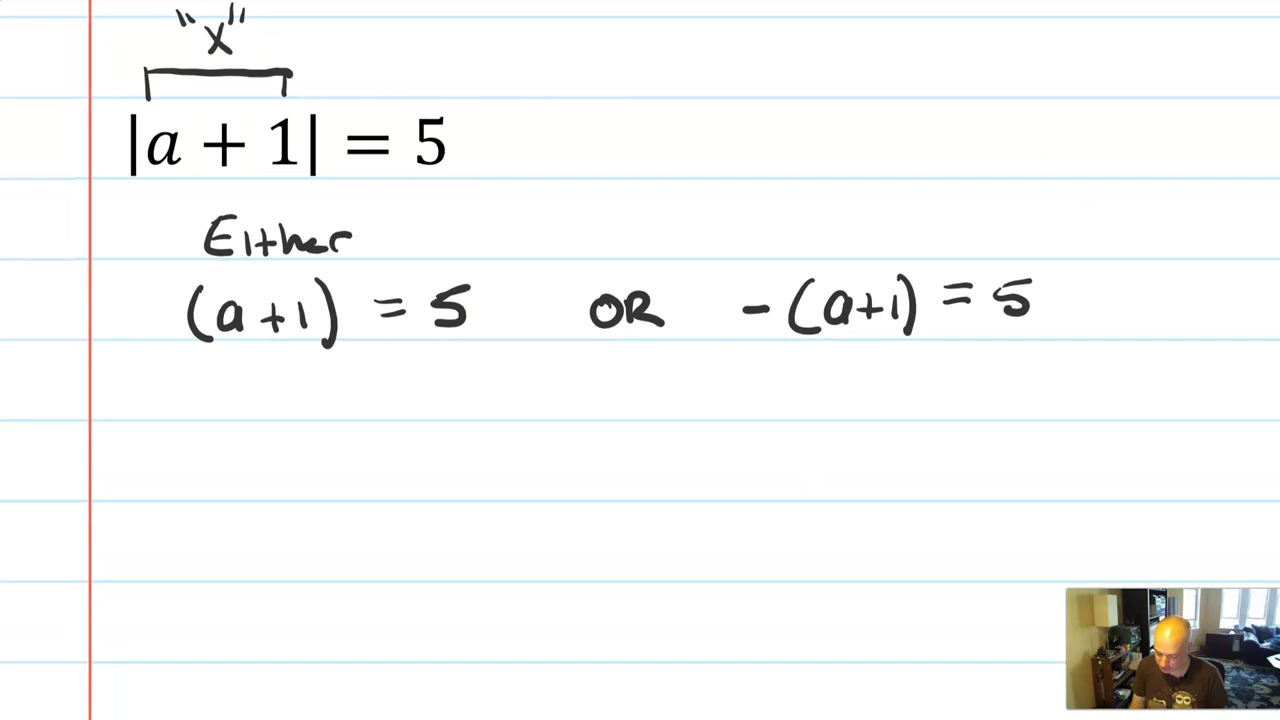 "x"
|a + 1| = 5
Either
(a+1) = 5 OR -(a+1) = 5